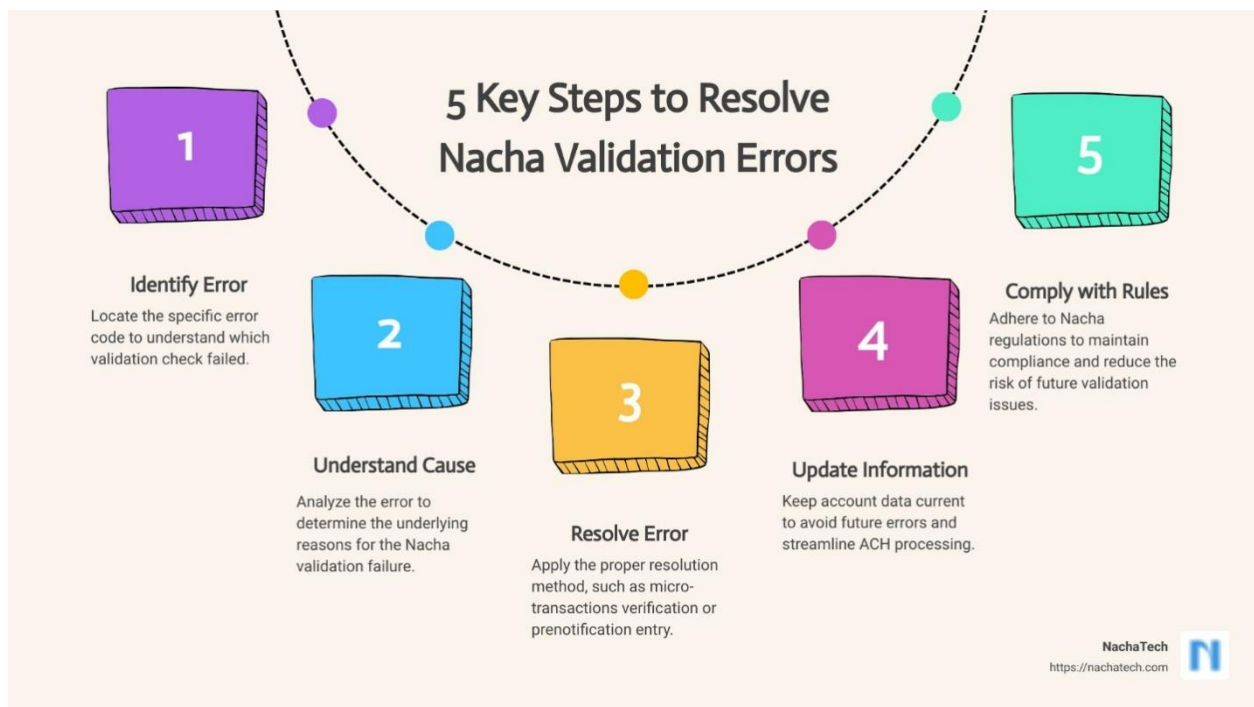 5 Key Steps to Resolve
Nacha Validation Errors
1
Identify Error
Locate the specific error
code to understand which
validation check failed.
2
Understand Cause
Analyze the error to
determine the underlying
reasons for the Nacha
validation failure.
3
Resolve Error
Apply the proper resolution
method, such as micro-
transactions verification or
prenotification entry.
4
Update Information
Keep account data current
to avoid future errors and
streamline ACH processing.
5
Comply with Rules
Adhere to Nacha
regulations to maintain
compliance and reduce the
risk of future validation
issues.
NachaTech
https://nachatech.com
N